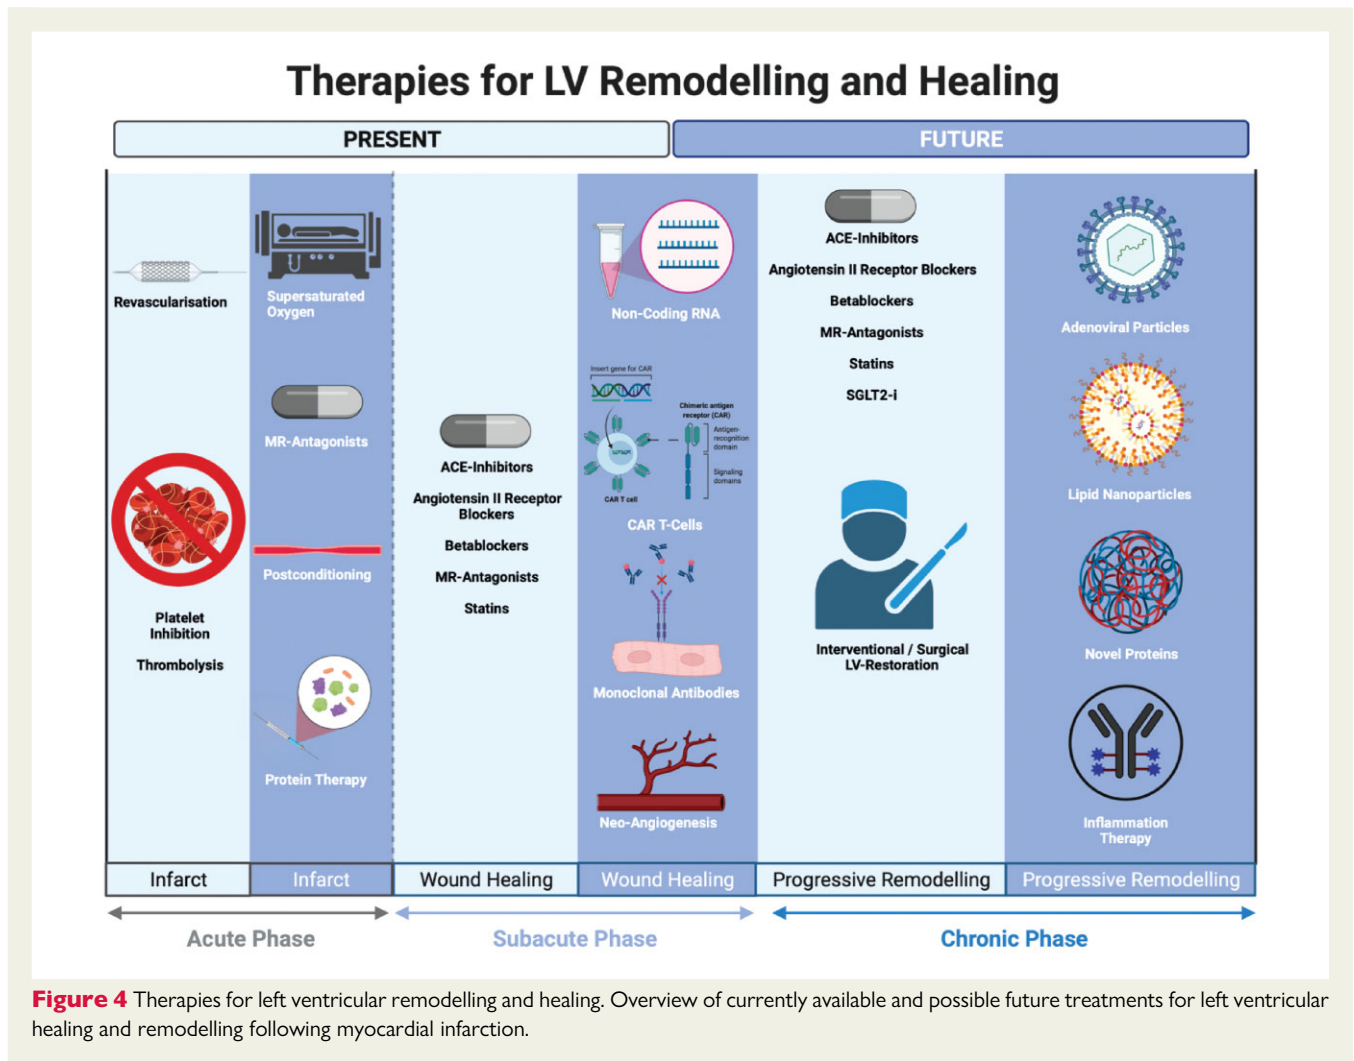 Therapies for LV Remodelling and Healing
PRESENT
FUTURE
Revascularisation
Platelet
Inhibition
Thrombolysis
Supersaturated
Oxygen
MR-Antagonists
Postconditioning
Protein Therapy
ACE-Inhibitors
Angiotensin II Receptor
Blockers
Betablockers
MR-Antagonists
Statins
Non-Coding RNA
Insert gene for CAR
Chimeric antigen
receptor (CAR)
Antigen-
recognition
domain
Signaling
domains
CAR T cell
CAR T-Cells
Monoclonal Antibodies
Neo-Angiogenesis
ACE-Inhibitors
Angiotensin II Receptor Blockers
Betablockers
MR-Antagonists
Statins
SGLT2-i
Interventional / Surgical
LV-Restoration
Adenoviral Particles
Lipid Nanoparticles
Novel Proteins
Inflammation
Therapy
Infarct
Infarct
Wound Healing
Wound Healing
Progressive Remodelling
Progressive Remodelling
Acute Phase
Subacute Phase
Chronic Phase
Figure 4 Therapies for left ventricular remodelling and healing. Overview of currently available and possible future treatments for left ventricular
healing and remodelling following myocardial infarction.